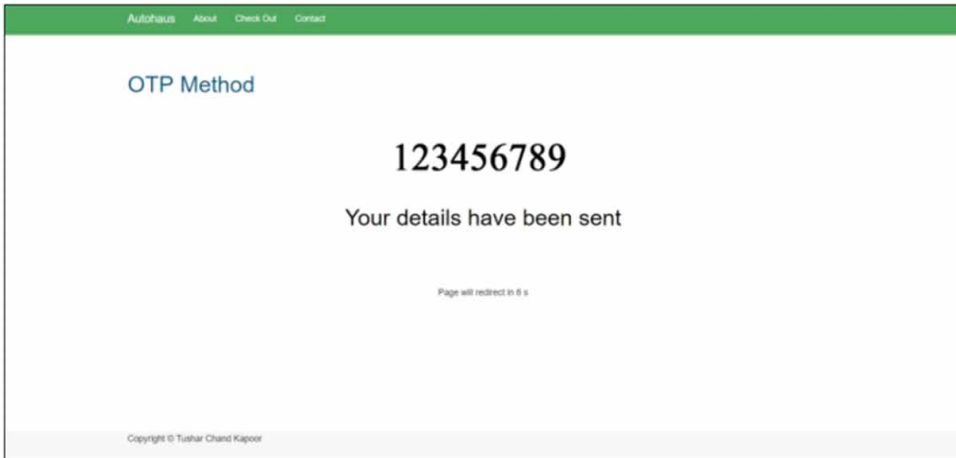 Autohaus About Check Out Contact
OTP Method
123456789
Your details have been sent
Page will redirect in 6 s
Copyright © Tushar Chand Kapoor